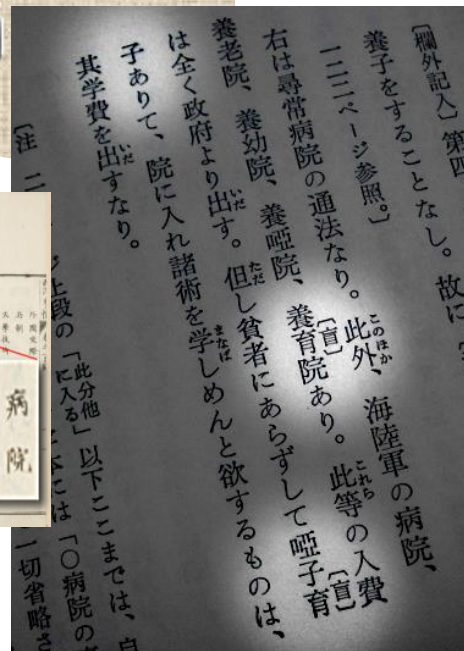 〔欄外記入〕第四
養子をすることなし。故に
一二二ページ参照。〕
右は尋常病院の通法なり。此外、海陸軍の病院、
養老院、養幼院、養啞院、養育〔盲〕院あり。此等の入費
は全く政府より出す。但し貧者にあらずして啞子育〔盲〕
子ありて、院に入れ諸術を学しめんと欲するものは、
其学費を出すなり。
〔注 二
上段の「此分他」以下ここまでは、自
に入る」
は「〇病院の
一切省略さ
病院